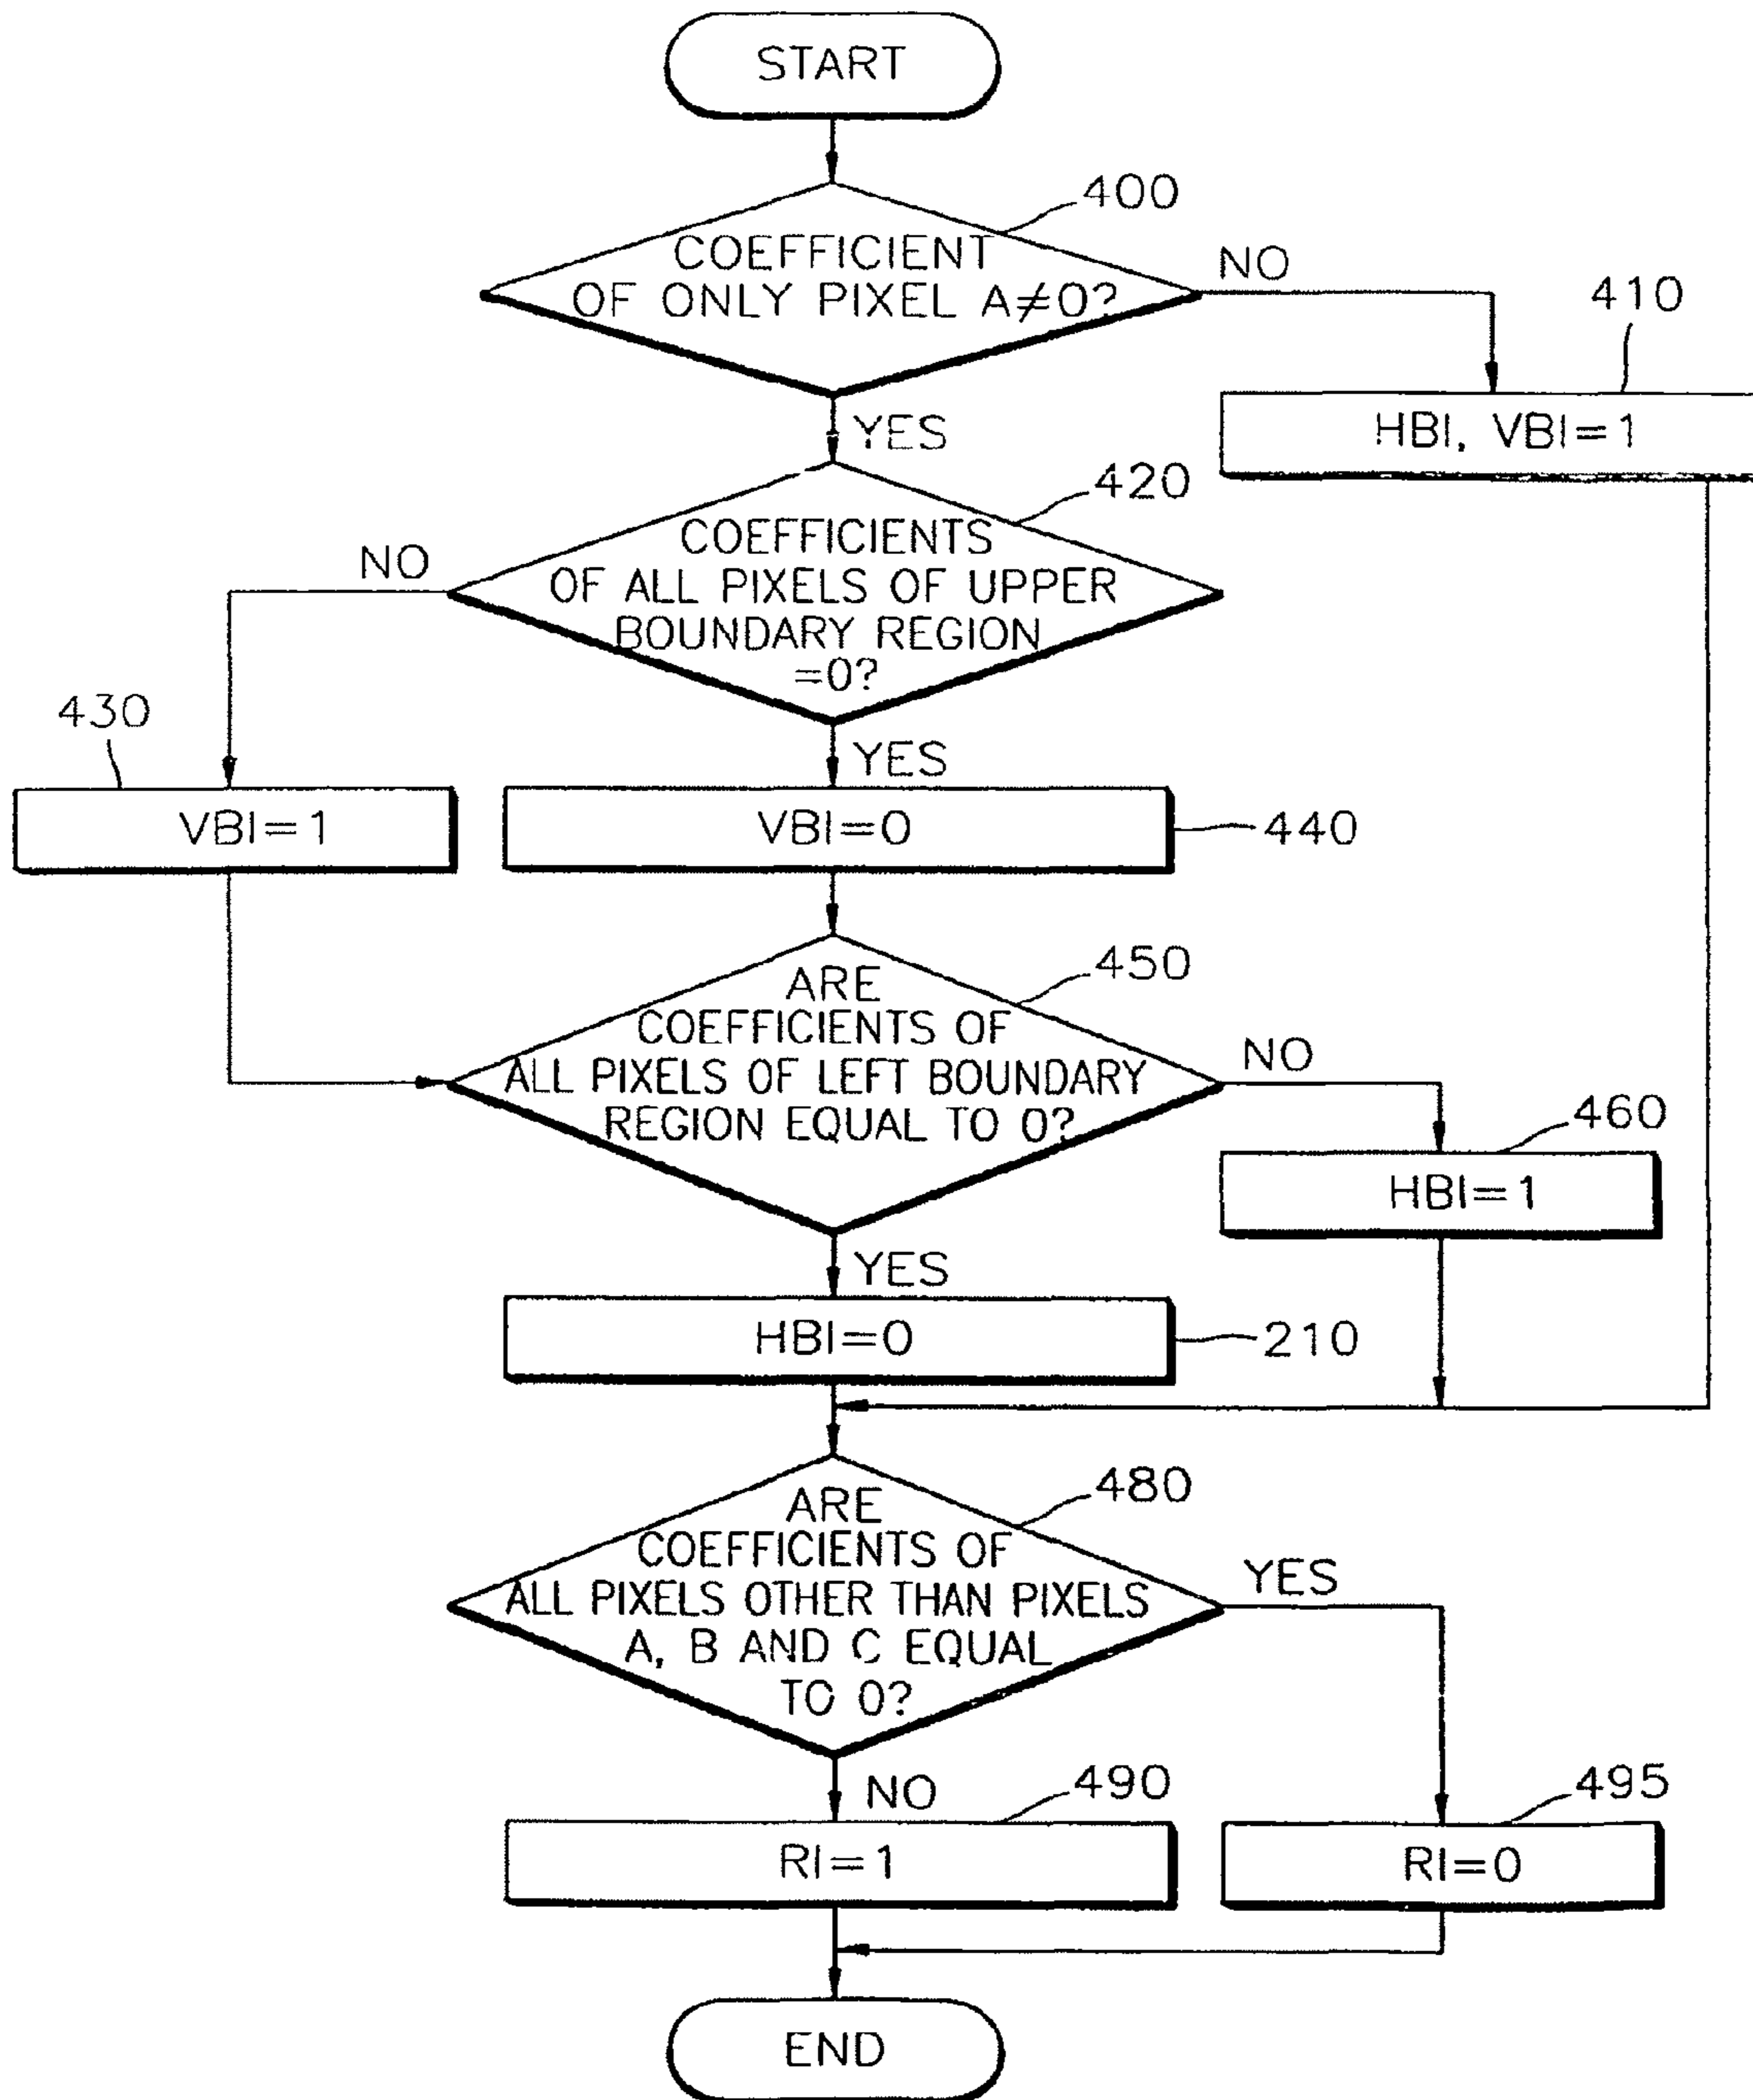 START
400
COEFFICIENT
OF ONLY PIXEL A≠0?
NO
410
HBI, VBI=1
YES
420
COEFFICIENTS
OF ALL PIXELS OF UPPER
BOUNDARY REGION
=0?
NO
430
VBI=1
YES
VBI=0
440
450
ARE
COEFFICIENTS OF
ALL PIXELS OF LEFT BOUNDARY
REGION EQUAL TO 0?
NO
460
HBI=1
YES
HBI=0
210
480
ARE
COEFFICIENTS OF
ALL PIXELS OTHER THAN PIXELS
A, B AND C EQUAL
TO 0?
YES
NO
490
RI=1
495
RI=0
END